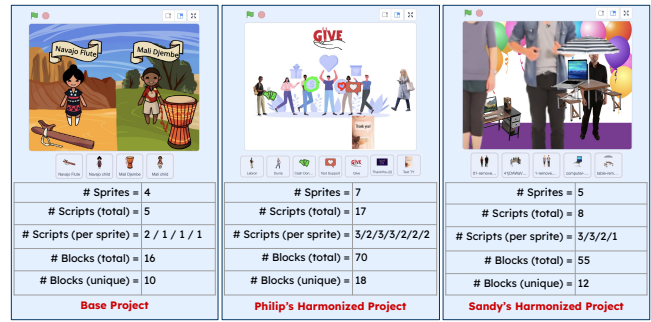 Navajo Flute
Mali Djembe
Navajo Flute
Navajo child
Mali Djembe
Mali child
# Sprites = 4
# Scripts (total) = 5
# Scripts (per sprite) = 2 / 1 / 1 / 1
# Blocks (total) = 16
# Blocks (unique) = 10
Base Project
GIVE
Thank you!
# Sprites = 7
# Scripts (total) = 17
# Scripts (per sprite) = 3/2/3/3/2/2/2
# Blocks (total) = 70
# Blocks (unique) = 18
Philip's Harmonized Project
# Sprites = 5
# Scripts (total) = 8
# Scripts (per sprite) = 3/3/2/1
# Blocks (total) = 55
# Blocks (unique) = 12
Sandy's Harmonized Project